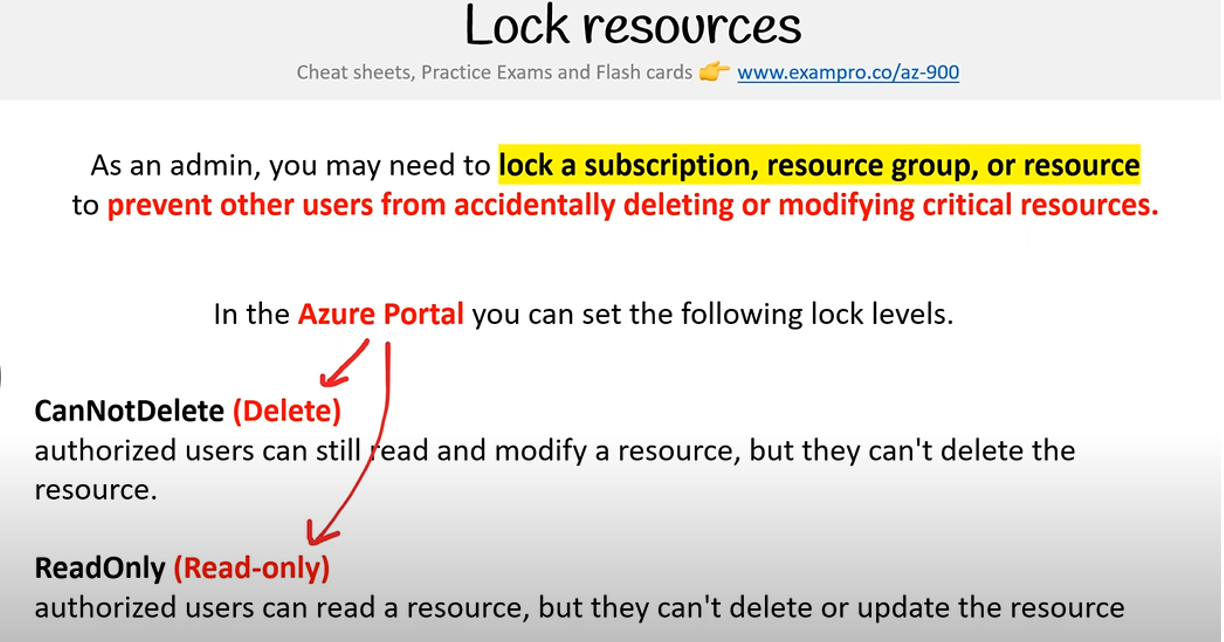 Lock resources
Cheat sheets, Practice Exams and Flash cards 👉 www.exampro.co/az-900
As an admin, you may need to lock a subscription, resource group, or resource
to prevent other users from accidentally deleting or modifying critical resources.
In the Azure Portal you can set the following lock levels.
CanNotDelete (Delete)
authorized users can still read and modify a resource, but they can't delete the
resource.
ReadOnly (Read-only)
authorized users can read a resource, but they can't delete or update the resource